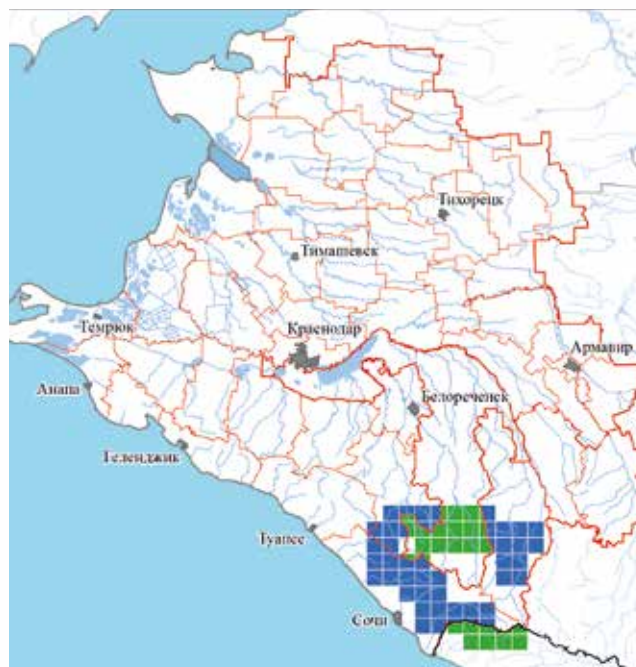 Тихорецк
Тимашевск
Темрюк
Краснодар
Армавир
Анапа
Белореченск
Геленджик
Туапсе
Сочи